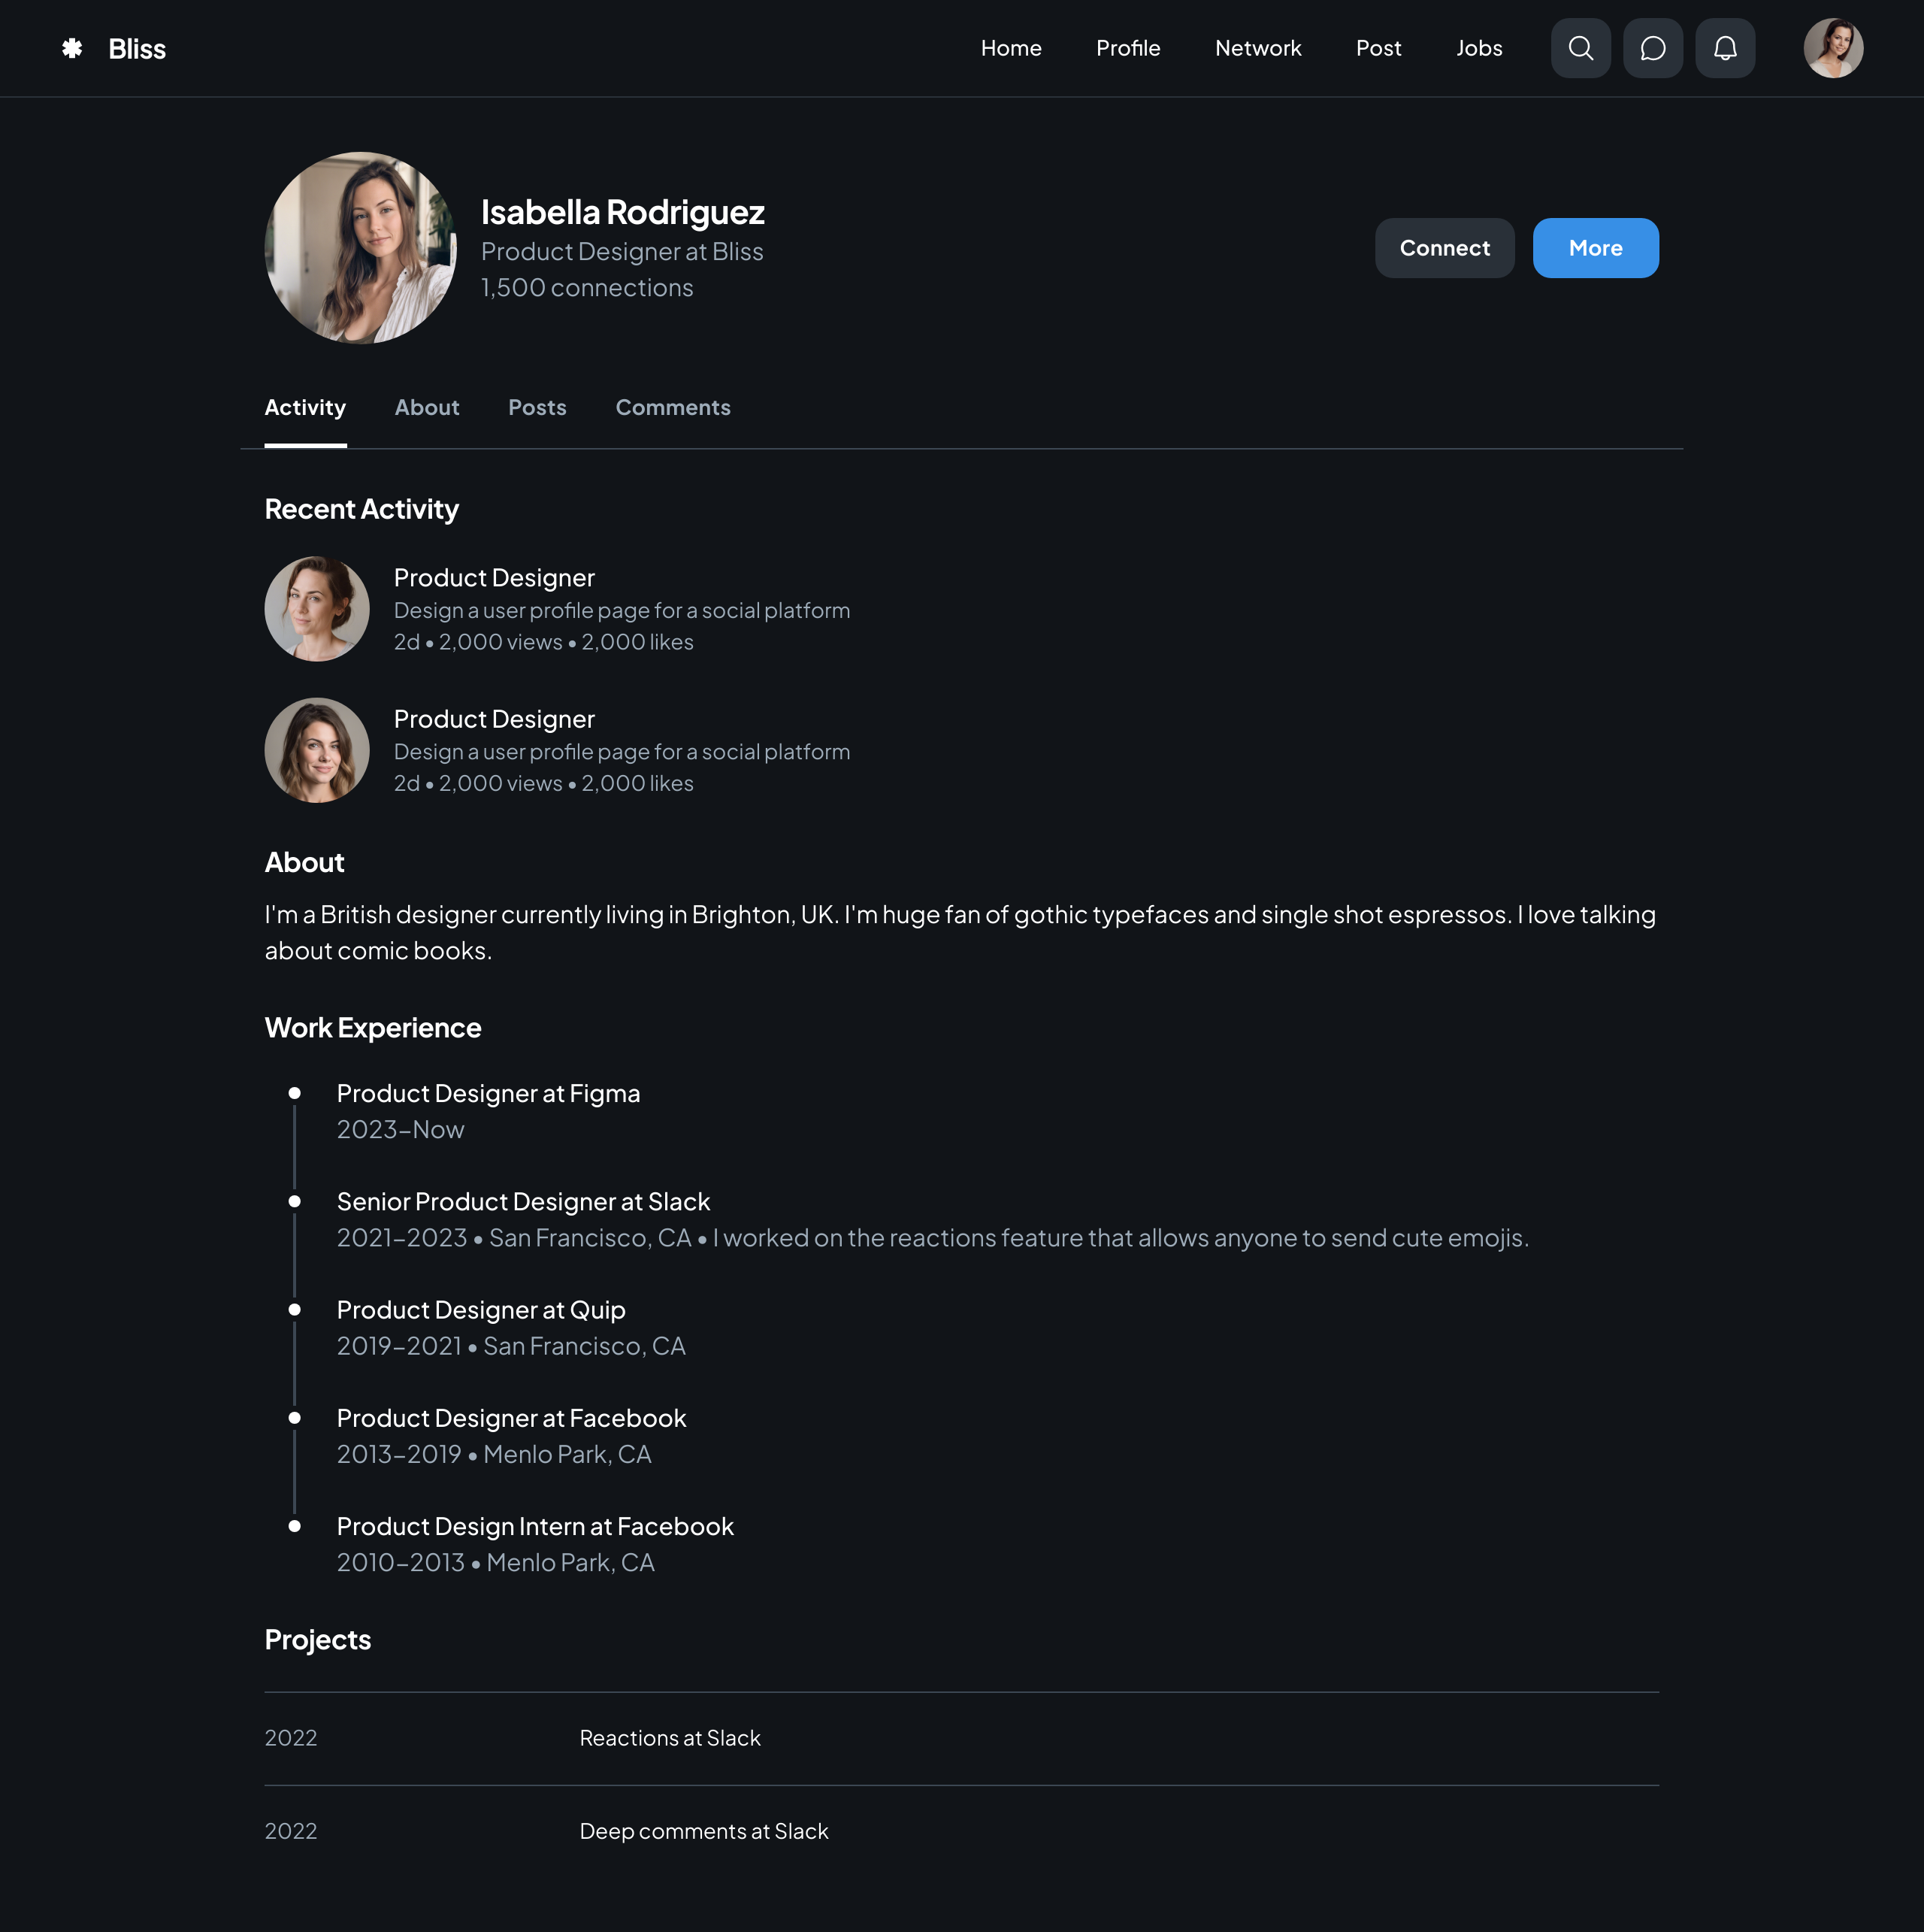 Bliss
Home Profile Network Post Jobs
Isabella Rodriguez
Product Designer at Bliss
1,500 connections
Connect More
Activity About Posts Comments
Recent Activity
Product Designer
Design a user profile page for a social platform
2d • 2,000 views • 2,000 likes
Product Designer
Design a user profile page for a social platform
2d • 2,000 views • 2,000 likes
About
I'm a British designer currently living in Brighton, UK. I'm huge fan of gothic typefaces and single shot espressos. I love talking
about comic books.
Work Experience
Product Designer at Figma
2023–Now
Senior Product Designer at Slack
2021–2023 • San Francisco, CA • I worked on the reactions feature that allows anyone to send cute emojis.
Product Designer at Quip
2019–2021 • San Francisco, CA
Product Designer at Facebook
2013–2019 • Menlo Park, CA
Product Design Intern at Facebook
2010–2013 • Menlo Park, CA
Projects
2022 Reactions at Slack
2022 Deep comments at Slack